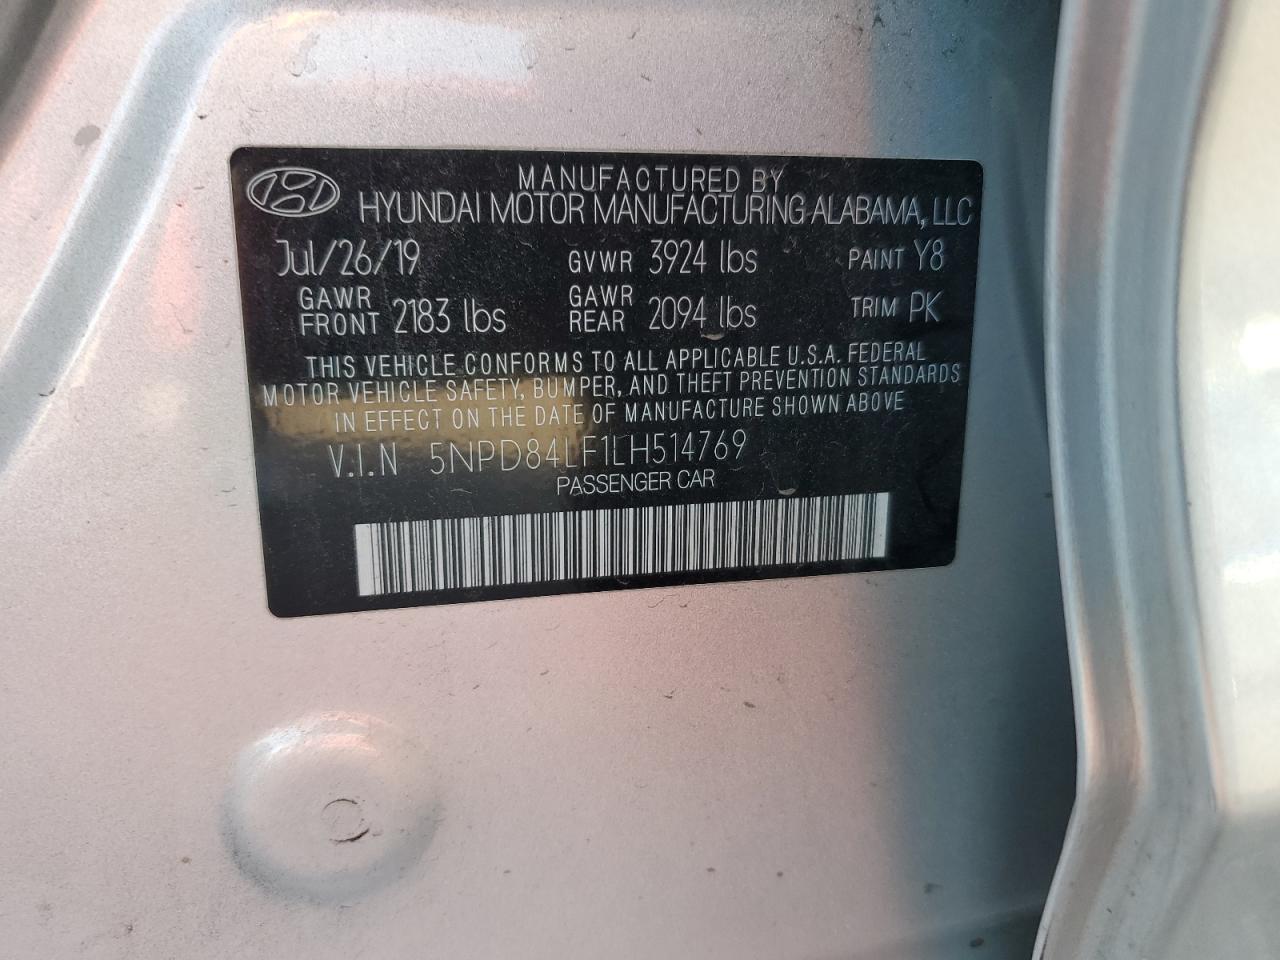 MANUFACTURED BY
HYUNDAI MOTOR MANUFACTURING ALABAMA, LLC
Jul/26/19 GVWR 3924 lbs PAINT Y8
GAWR FRONT 2183 lbs GAWR REAR 2094 lbs TRIM PK
THIS VEHICLE CONFORMS TO ALL APPLICABLE U.S.A. FEDERAL
MOTOR VEHICLE SAFETY, BUMPER, AND THEFT PREVENTION STANDARDS
IN EFFECT ON THE DATE OF MANUFACTURE SHOWN ABOVE
V.I.N 5NPD84LF1LH514769
PASSENGER CAR